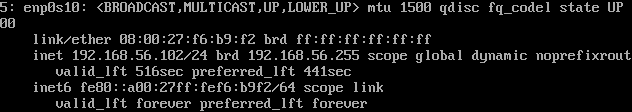 5: enp0s10: <BROADCAST,MULTICAST,UP,LOWER_UP> mtu 1500 qdisc fq_codel state UP
00
link/ether 08:00:27:f6:b9:f2 brd ff:ff:ff:ff:ff:ff
inet 192.168.56.102/24 brd 192.168.56.255 scope global dynamic noprefixrout
valid_lft 516sec preferred_lft 441sec
inet6 fe80::a00:27ff:fef6:b9f2/64 scope link
valid_lft forever preferred_lft forever